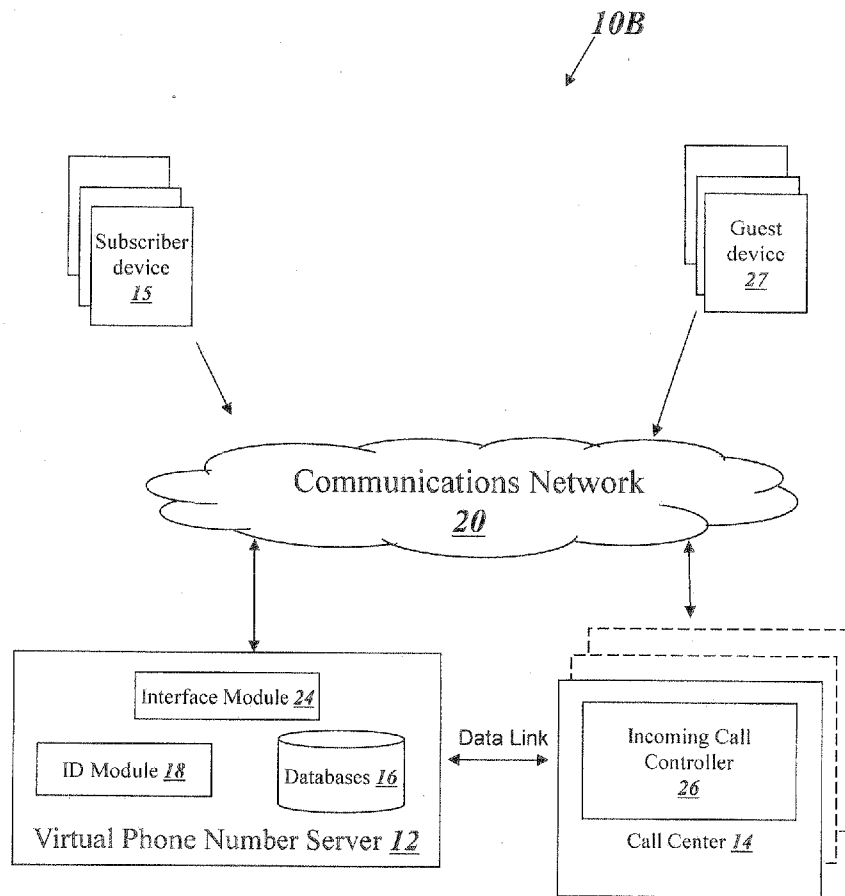 10B
Subscriber
device
15
Guest
device
27
Communications Network
20
Interface Module 24
ID Module 18
Databases 16
Virtual Phone Number Server 12
Data Link
Incoming Call
Controller
26
Call Center 14